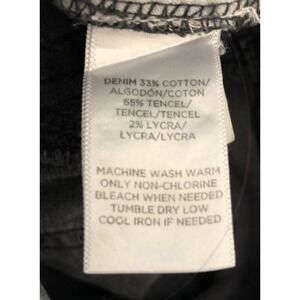 DENIM 33% COTTON/
ALGODÓN/COTON
65% TENCEL/
TENCEL/TENCEL
2% LYCRA/
LYCRA/LYCRA
MACHINE WASH WARM
ONLY NON-CHLORINE
BLEACH WHEN NEEDED
TUMBLE DRY LOW
COOL IRON IF NEEDED